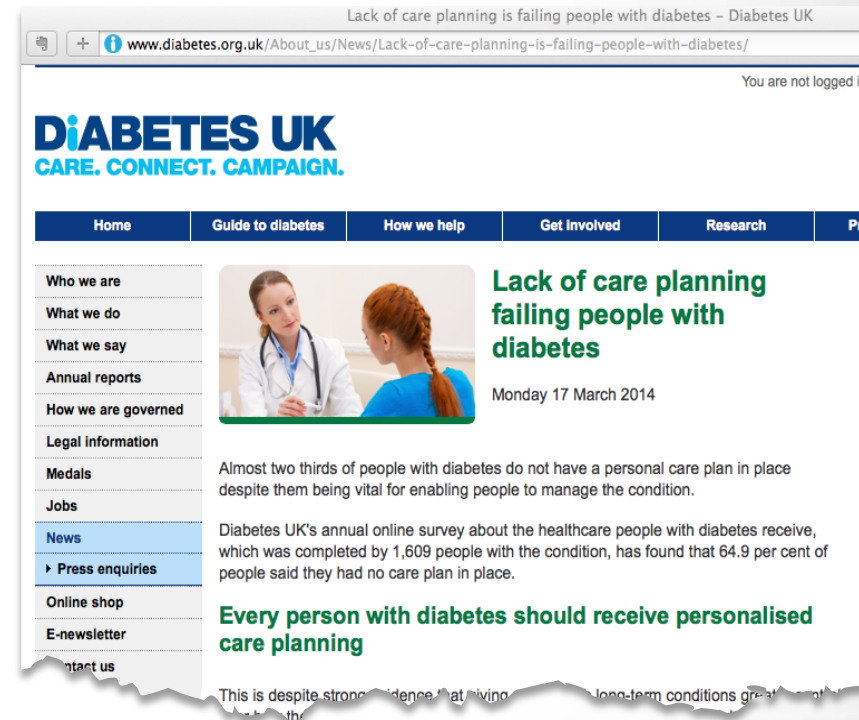 Lack of care planning is failing people with diabetes – Diabetes UK
www.diabetes.org.uk/About_us/News/Lack-of-care-planning-is-failing-people-with-diabetes/
You are not logged
DiABETES UK
CARE. CONNECT. CAMPAIGN.
Home Guide to diabetes How we help Get involved Research
Who we are
What we do
What we say
Annual reports
How we are governed
Legal information
Medals
Jobs
News
Press enquiries
Online shop
E-newsletter
us
Lack of care planning
failing people with
diabetes
Monday 17 March 2014
Almost two thirds of people with diabetes do not have a personal care plan in place
despite them being vital for enabling people to manage the condition.
Diabetes UK's annual online survey about the healthcare people with diabetes receive,
which was completed by 1,609 people with the condition, has found that 64.9 per cent of
people said they had no care plan in place.
Every person with diabetes should receive personalised
care planning
This is despite strong that long-term conditions